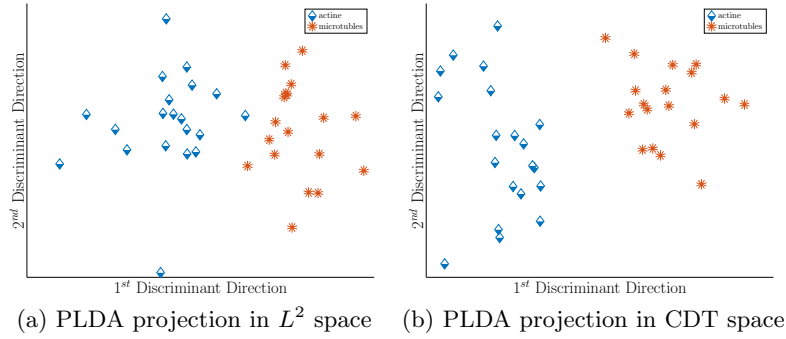 actine
microtubles
2nd Discriminant Direction
1st Discriminant Direction
(a) PLDA projection in L2 space
actine
microtubles
2nd Discriminant Direction
1st Discriminant Direction
(b) PLDA projection in CDT space